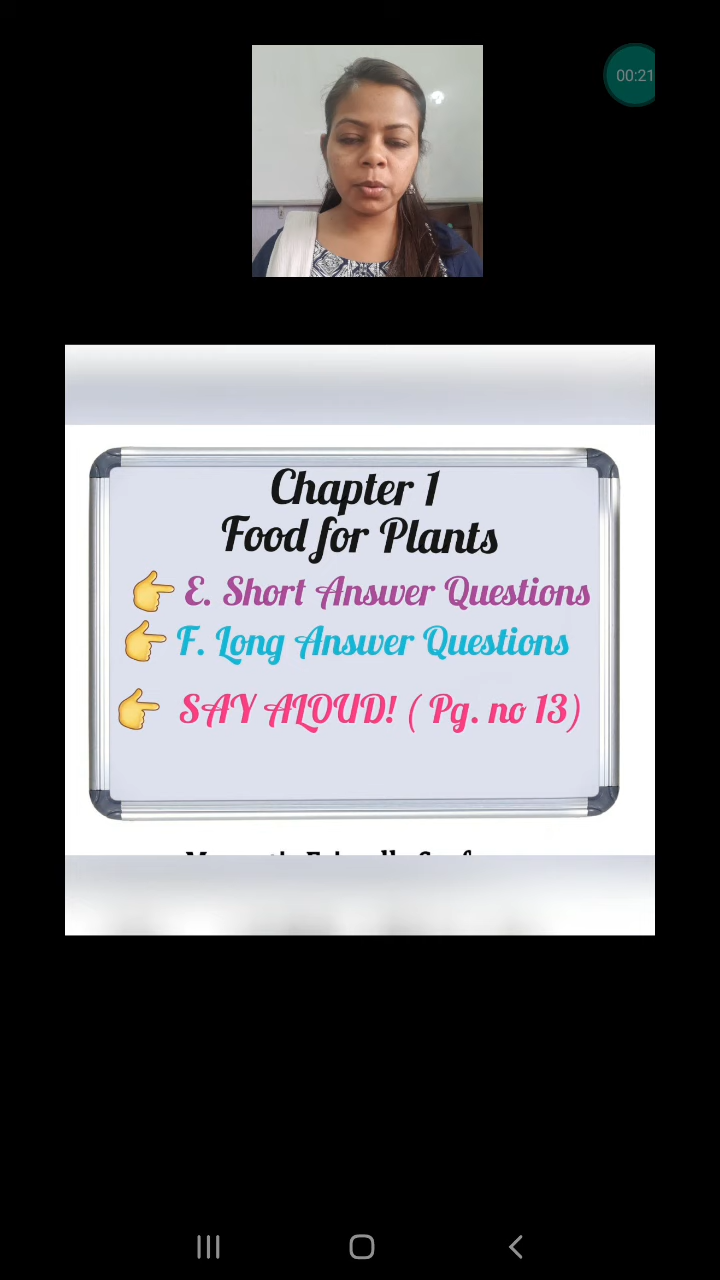 00:21
Chapter 1
Food for Plants
👉 E. Short Answer Questions
👉 F. Long Answer Questions
👉 SAY ALOUD! ( Pg. no 13)